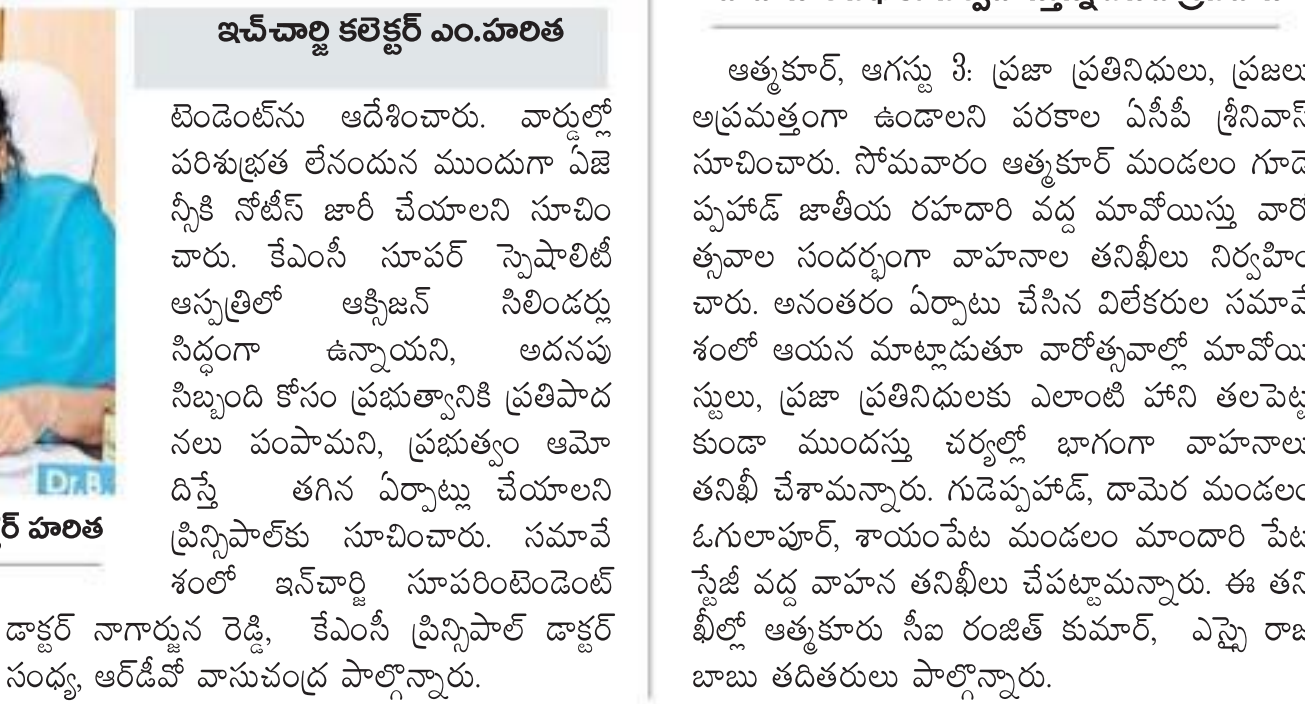 ఇచ్‌చార్జి కలెక్టర్ ఎం.హరిత
టెండెంట్‌ను ఆదేశించారు. వార్డుల్లో
పరిశుభ్రత లేనందున ముందుగా ఏజె
న్సీకి నోటీస్ జారీ చేయాలని సూచిం
చారు. కేఎంసీ సూపర్ స్పెషాలిటీ
ఆస్పత్రిలో ఆక్సిజన్ సిలిండర్లు
సిద్ధంగా ఉన్నాయని, అదనపు
సిబ్బంది కోసం ప్రభుత్వానికి ప్రతిపాద
నలు పంపామని, ప్రభుత్వం ఆమో
దిస్తే తగిన ఏర్పాట్లు చేయాలని
ప్రిన్సిపాల్‌కు సూచించారు. సమావే
శంలో ఇన్‌చార్జి సూపరింటెండెంట్
డాక్టర్ నాగార్జున రెడ్డి, కేఎంసీ ప్రిన్సిపాల్ డాక్టర్
సంధ్య, ఆర్‌డీవో వాసుచంద్ర పాల్గొన్నారు.
Dr.B.
హరిత
ఆత్మకూర్, ఆగస్టు 3: ప్రజా ప్రతినిధులు, ప్రజలు
అప్రమత్తంగా ఉండాలని పరకాల ఏసీపీ శ్రీనివాస్
సూచించారు. సోమవారం ఆత్మకూర్ మండలం గూడె
ప్పహాడ్ జాతీయ రహదారి వద్ద మావోయిస్తు వారో
త్సవాల సందర్భంగా వాహనాల తనిఖీలు నిర్వహిం
చారు. అనంతరం ఏర్పాటు చేసిన విలేకరుల సమావే
శంలో ఆయన మాట్లాడుతూ వారోత్సవాల్లో మావోయి
స్టులు, ప్రజా ప్రతినిధులకు ఎలాంటి హాని తలపెట్ట
కుండా ముందస్తు చర్యల్లో భాగంగా వాహనాలు
తనిఖీ చేశామన్నారు. గుడెప్పహాడ్, దామెర మండలం
ఓగులాపూర్, శాయంపేట మండలం మాందారి పేట
స్టేజీ వద్ద వాహన తనిఖీలు చేపట్టామన్నారు. ఈ తని
ఖీల్లో ఆత్మకూరు సీఐ రంజిత్ కుమార్, ఎస్సై రాజ
బాబు తదితరులు పాల్గొన్నారు.